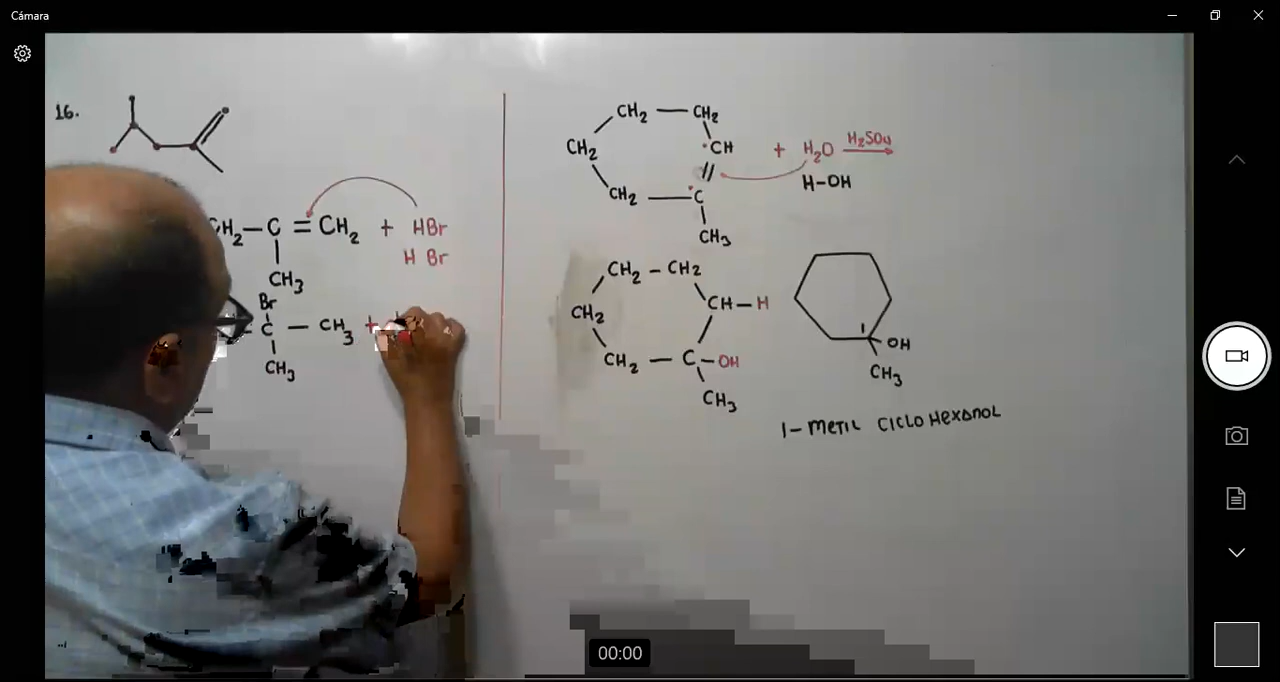 Cámara
16.
CH₂—C=CH₂ + HBr
H Br
CH₃
Br
C — CH₃ +
CH₃
CH₂ — CH₂
CH₂
CH
+ H₂O H₂SO₄
H-OH
CH₂ — C
CH₃
CH₂ - CH₂
CH₂
CH—H
CH₂ — C—OH
CH₃
1
OH
CH₃
1-METIL CICLO HEXANOL
00:00